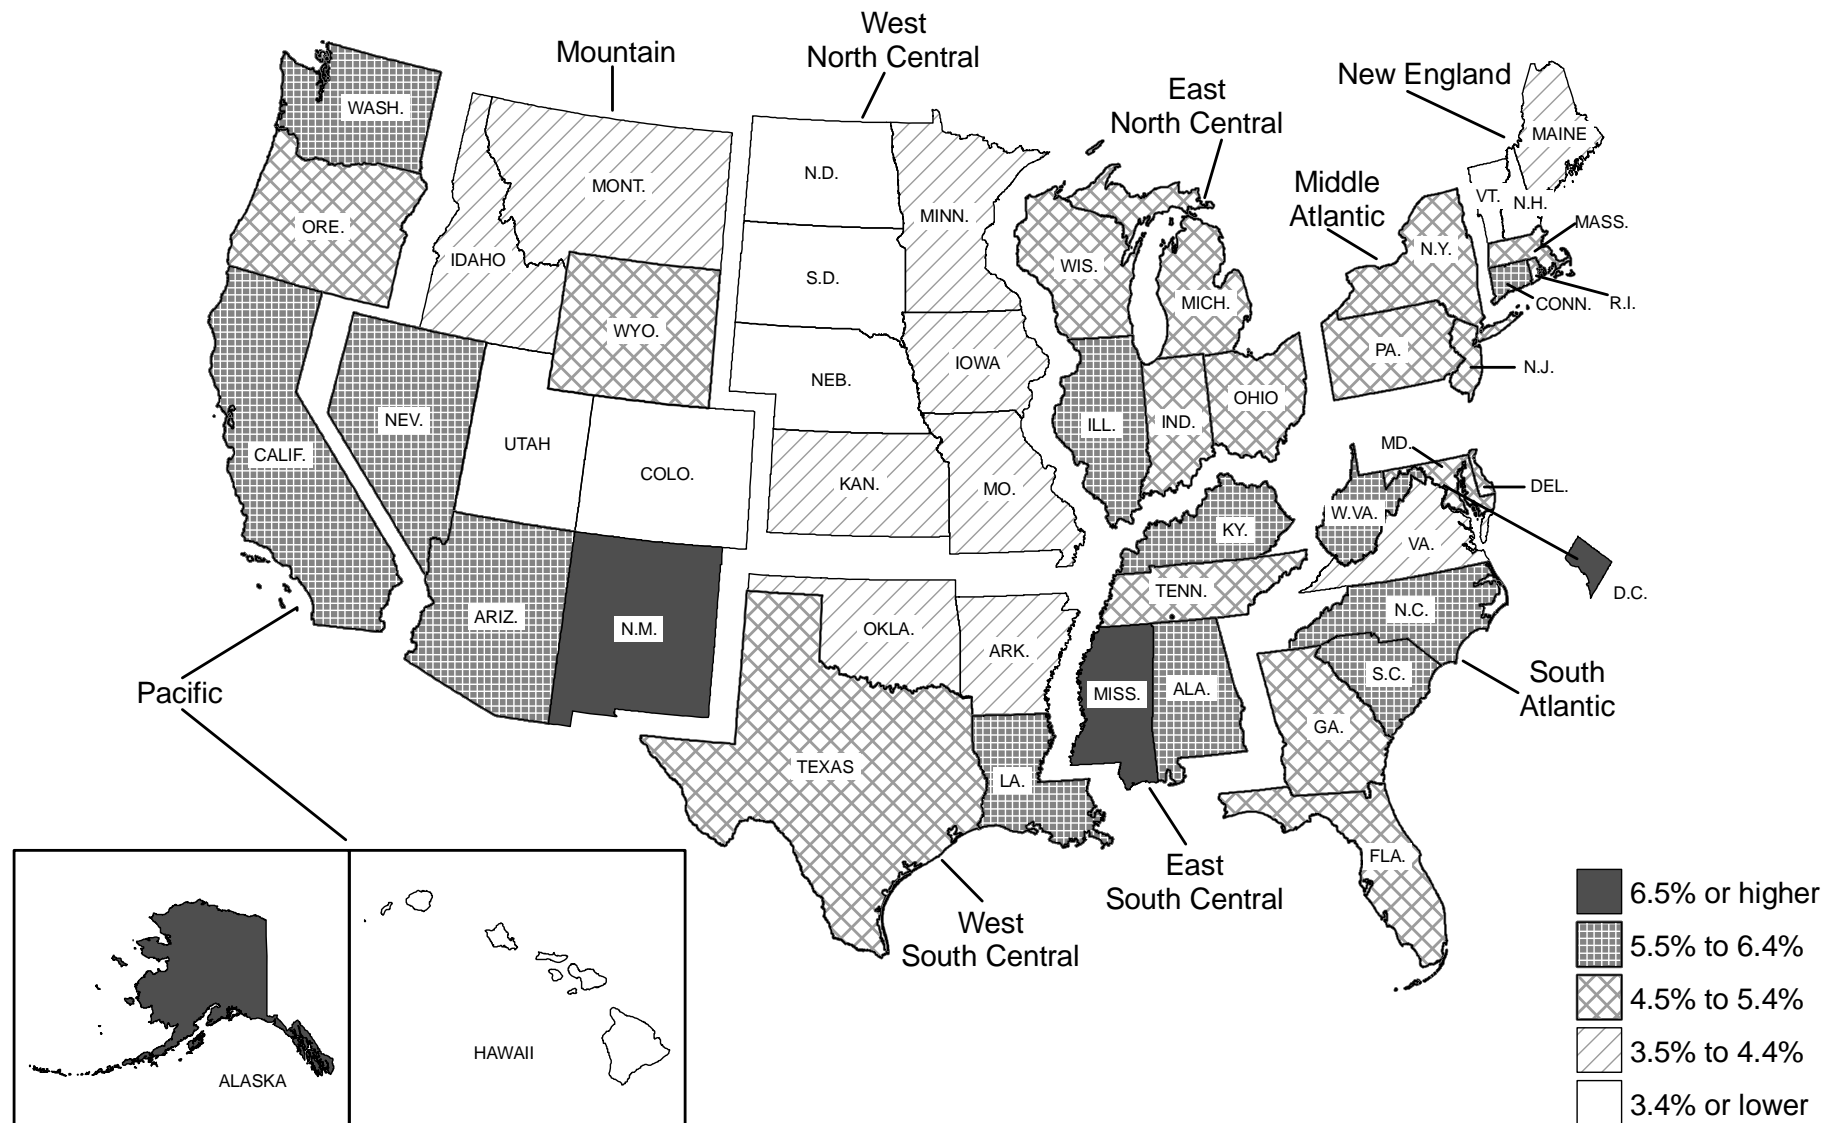 West
North Central
Mountain
New England
East
North Central
WASH.
MAINE
MONT.
N.D.
Middle
Atlantic
VT.
N.H.
MINN.
MASS.
ORE.
N.Y.
IDAHO
WIS.
S.D.
MICH.
CONN.
R.I.
WYO.
PA.
IOWA
N.J.
NEB.
OHIO
NEV.
ILL.
IND.
UTAH
MD.
CALIF.
COLO.
KAN.
MO.
DEL.
W.VA.
KY.
VA.
TENN.
D.C.
N.C.
ARIZ.
N.M.
OKLA.
ARK.
S.C.
South
Atlantic
Pacific
MISS.
ALA.
GA.
TEXAS
LA.
FLA.
East
South Central
West
South Central
6.5% or higher
5.5% to 6.4%
4.5% to 5.4%
3.5% to 4.4%
3.4% or lower
HAWAII
ALASKA